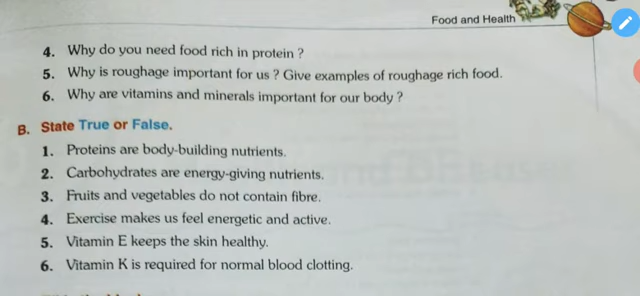 Food and Health
4. Why do you need food rich in protein ?
5. Why is roughage important for us ? Give examples of roughage rich food.
6. Why are vitamins and minerals important for our body ?
B. State True or False.
1. Proteins are body-building nutrients.
2. Carbohydrates are energy-giving nutrients.
3. Fruits and vegetables do not contain fibre.
4. Exercise makes us feel energetic and active.
5. Vitamin E keeps the skin healthy.
6. Vitamin K is required for normal blood clotting.